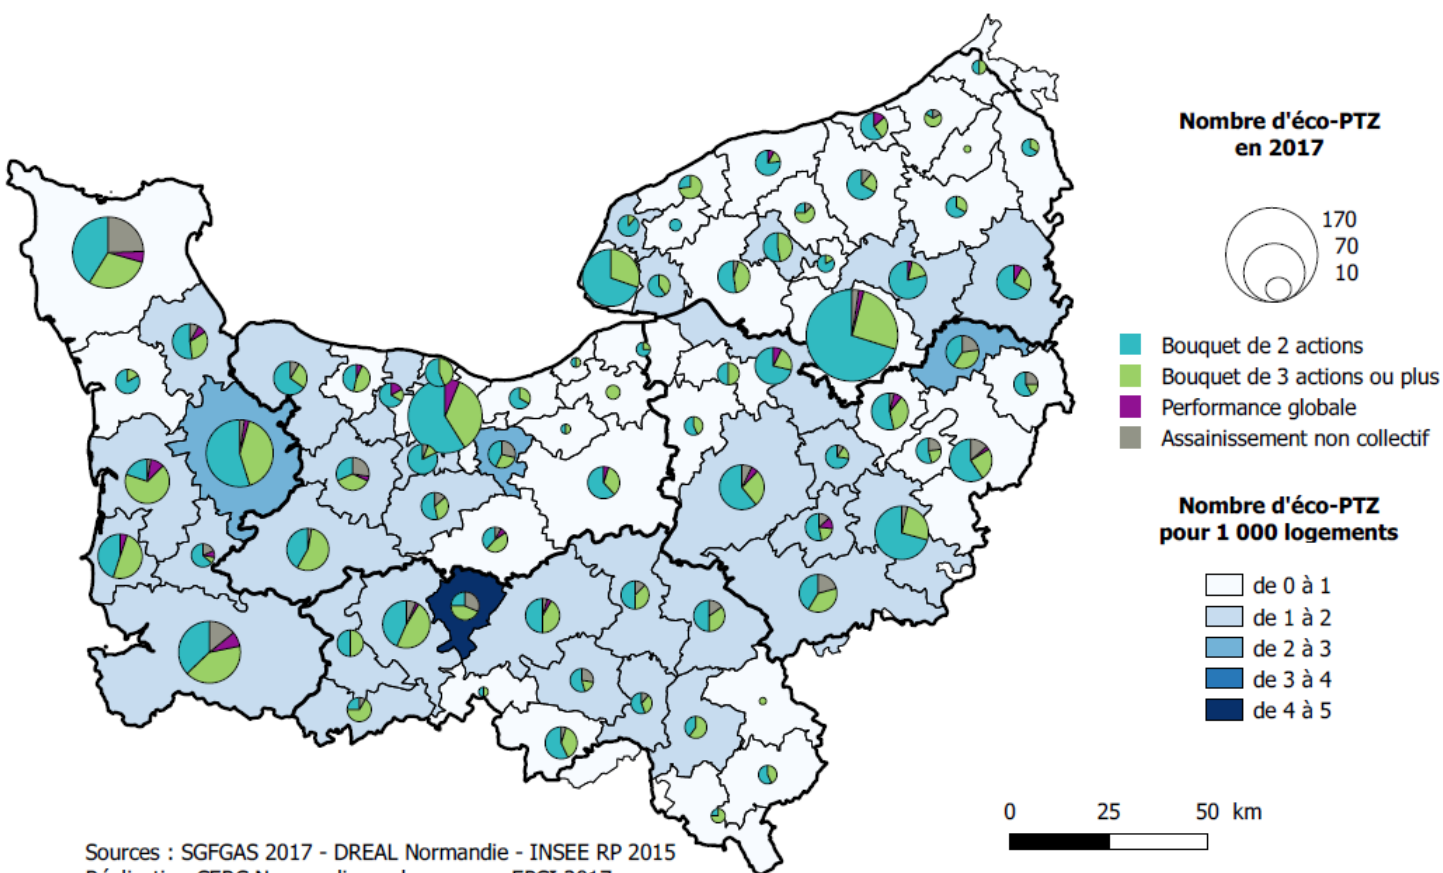 Nombre d'éco-PTZ
en 2017
170
70
10
Bouquet de 2 actions
Bouquet de 3 actions ou plus
Performance globale
Assainissement non collectif
Nombre d'éco-PTZ
pour 1 000 logements
de 0 à 1
de 1 à 2
de 2 à 3
de 3 à 4
de 4 à 5
0 25 50 km
Sources : SGFGAS 2017 - DREAL Normandie - INSEE RP 2015